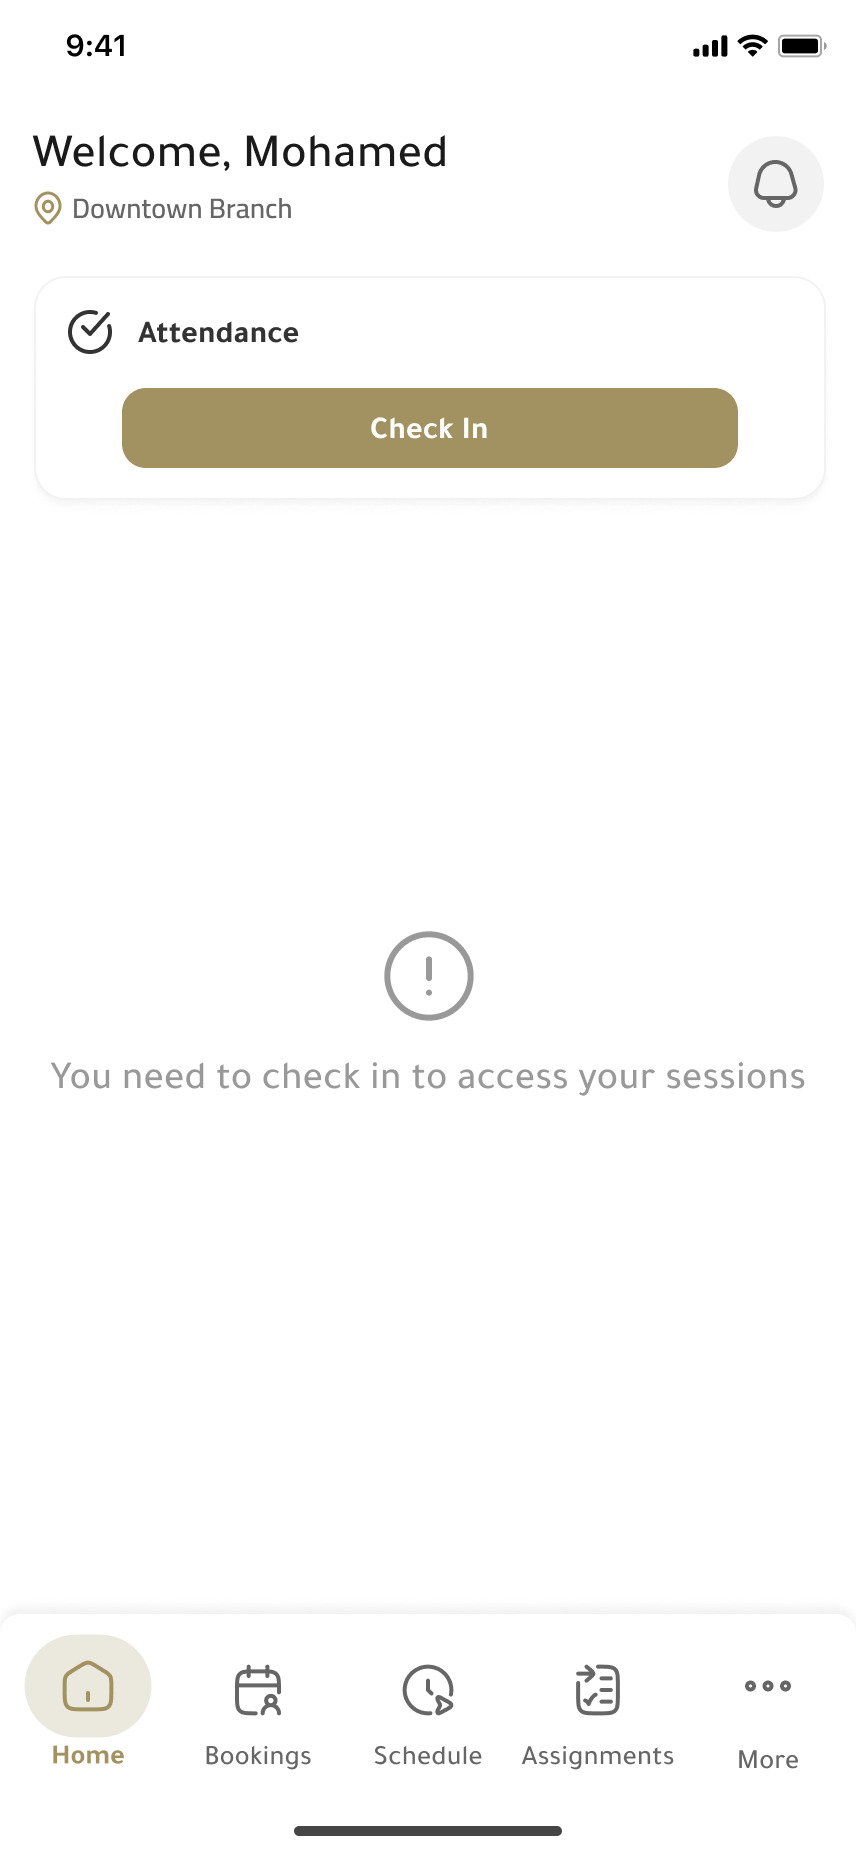 9:41
Welcome, Mohamed
Downtown Branch
Attendance
Check In
You need to check in to access your sessions
Home
Bookings
Schedule
Assignments
More